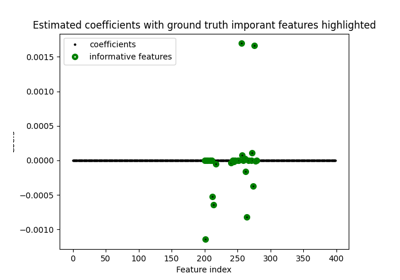 Estimated coefficients with ground truth imporant features highlighted
coefficients
informative features
0.0015
0.0010
0.0005
0.0000
−0.0005
−0.0010
0 50 100 150 200 250 300 350 400
Feature index